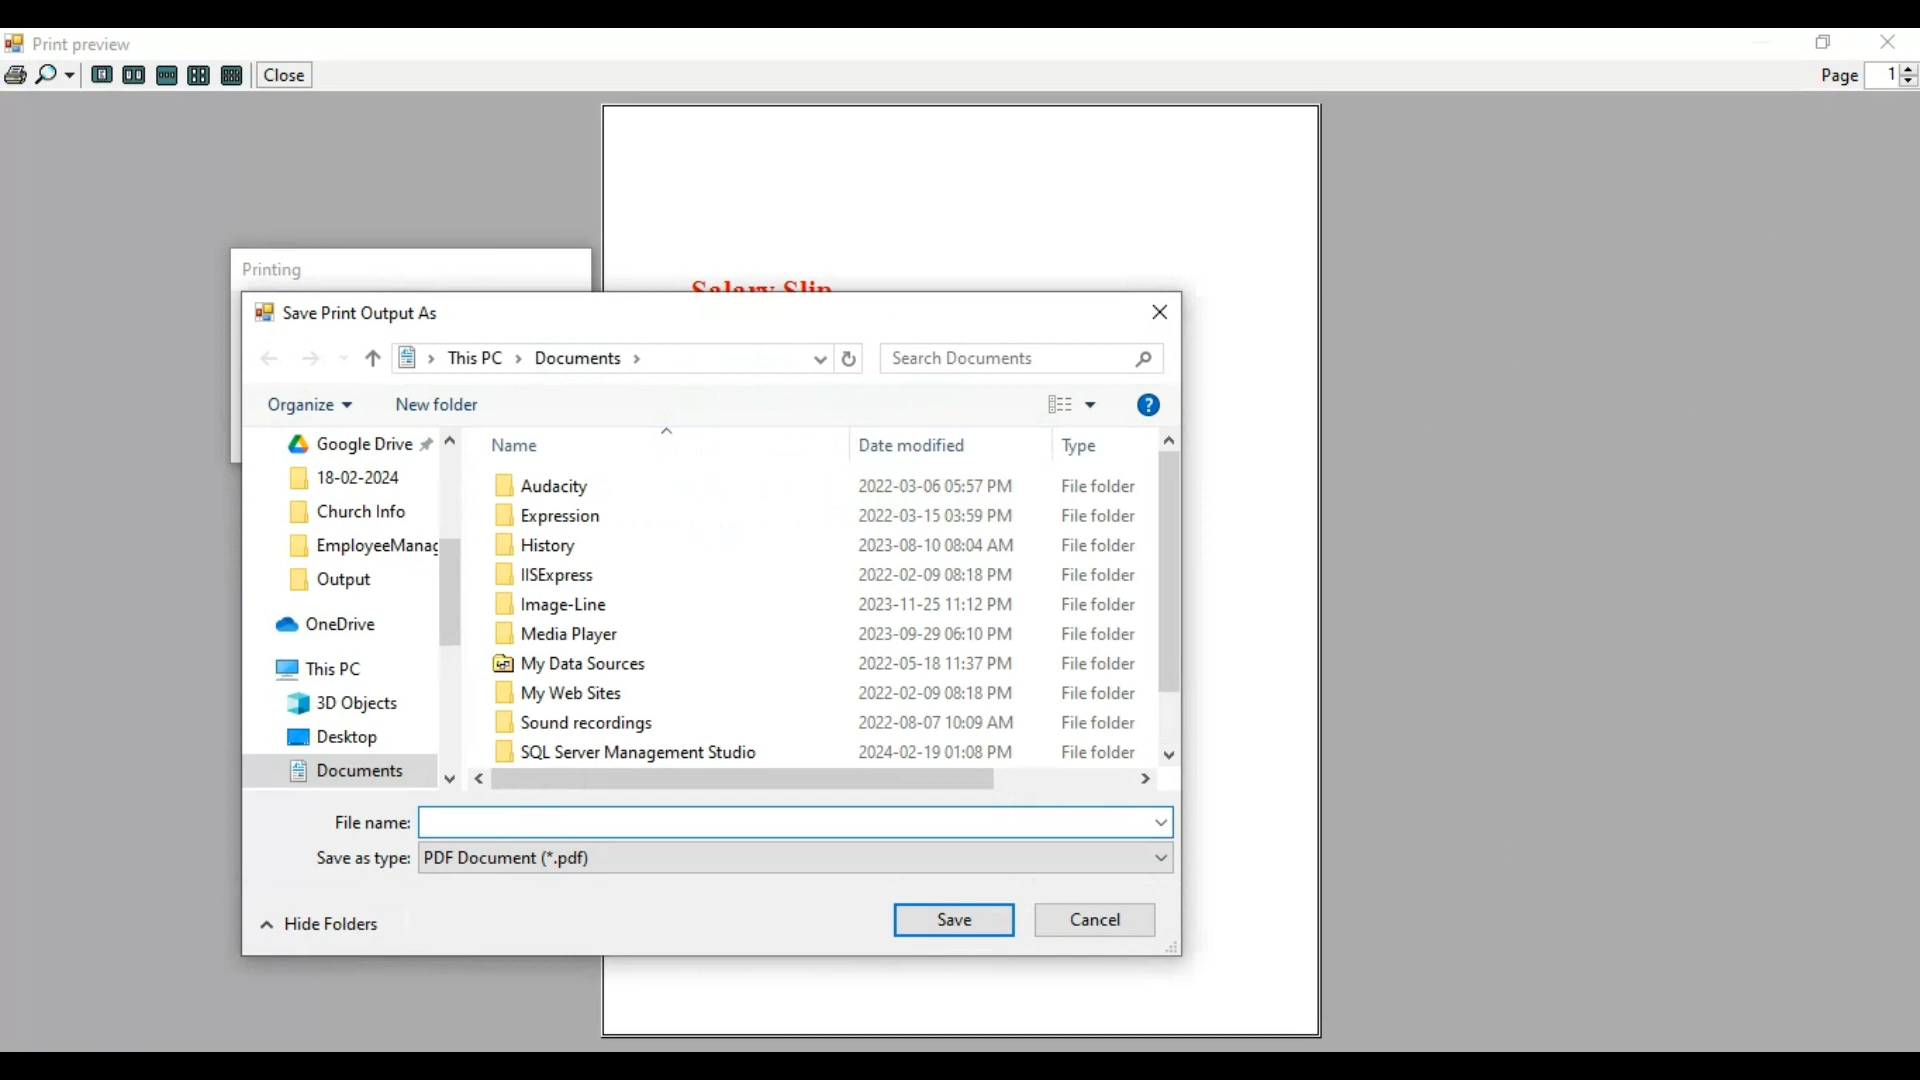 Print preview
Close
Page 1
Salary Slip
Printing
Save Print Output As
This PC > Documents >
Search Documents
Organize
New folder
Google Drive
18-02-2024
Church Info
EmployeeManag
Output
OneDrive
This PC
3D Objects
Desktop
Documents
Name Date modified Type
Audacity 2022-03-06 05:57 PM File folder
Expression 2022-03-15 03:59 PM File folder
History 2023-08-10 08:04 AM File folder
IISExpress 2022-02-09 08:18 PM File folder
Image-Line 2023-11-25 11:12 PM File folder
Media Player 2023-09-29 06:10 PM File folder
My Data Sources 2022-05-18 11:37 PM File folder
My Web Sites 2022-02-09 08:18 PM File folder
Sound recordings 2022-08-07 10:09 AM File folder
SQL Server Management Studio 2024-02-19 01:08 PM File folder
File name:
Save as type: PDF Document (*.pdf)
Hide Folders
Save
Cancel